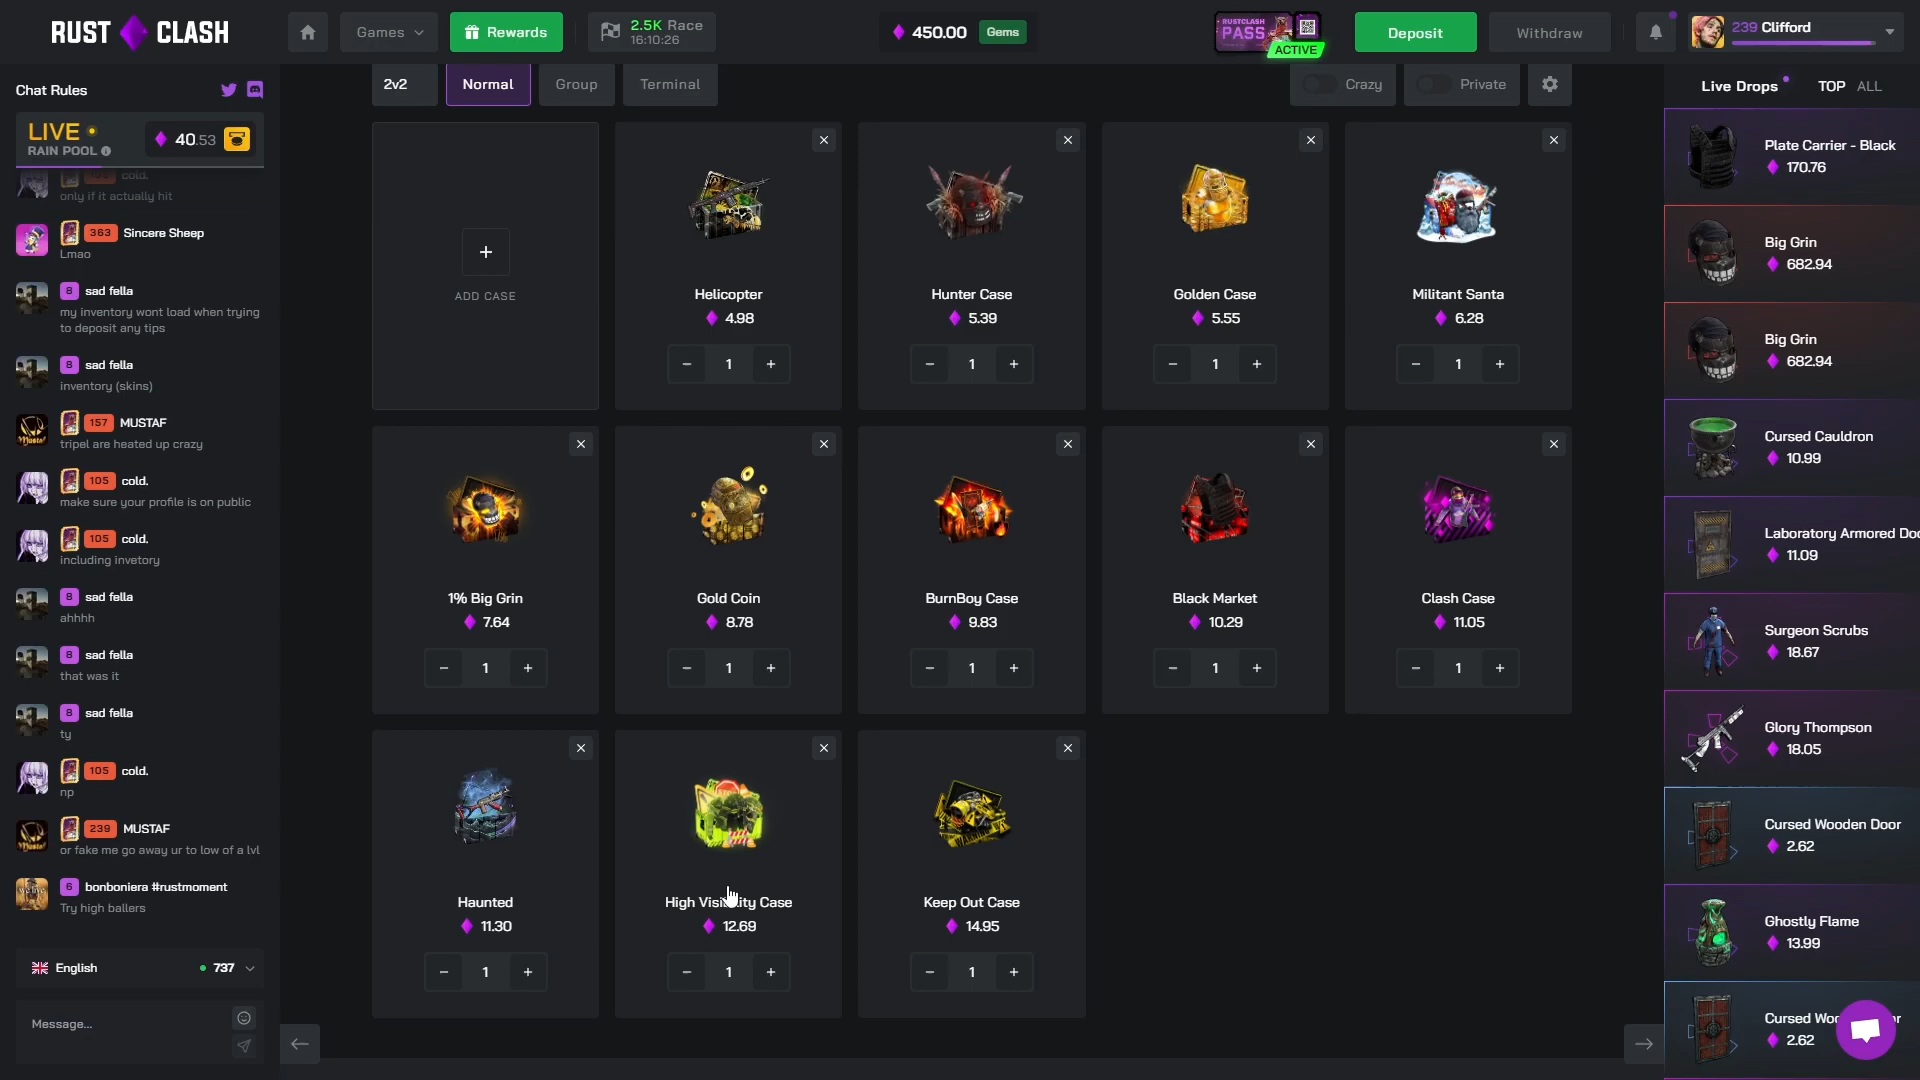 RUST CLASH
Games
Rewards
2.5K Race
16:10:26
450.00 Gems
RUSTCLASH
PASS
ACTIVE
Deposit
Withdraw
239 Clifford
Chat Rules
LIVE
RAIN POOL
40.53
cold.
only if it actually hit
363 Sincere Sheep
Lmao
8 sad fella
my inventory wont load when trying
to deposit any tips
8 sad fella
inventory (skins)
157 MUSTAF
tripel are heated up crazy
105 cold.
make sure your profile is on public
105 cold.
including invetory
8 sad fella
ahhhh
8 sad fella
that was it
8 sad fella
ty
105 cold.
np
239 MUSTAF
or fake me go away ur to low of a lvl
6 bonboniera #rustmoment
Try high ballers
English
737
Message...
2v2
Normal
Group
Terminal
Crazy
Private
ADD CASE
Helicopter
4.98
1
Hunter Case
5.39
1
Golden Case
5.55
1
Militant Santa
6.28
1
1% Big Grin
7.64
1
Gold Coin
8.78
1
BurnBoy Case
9.83
1
Black Market
10.29
1
Clash Case
11.05
1
Haunted
11.30
1
High Visibility Case
12.69
1
Keep Out Case
14.95
1
Live Drops
TOP ALL
Plate Carrier - Black
170.76
Big Grin
682.94
Big Grin
682.94
Cursed Cauldron
10.99
Laboratory Armored Doo
11.09
Surgeon Scrubs
18.67
Glory Thompson
18.05
Cursed Wooden Door
2.62
Ghostly Flame
13.99
Cursed
2.62